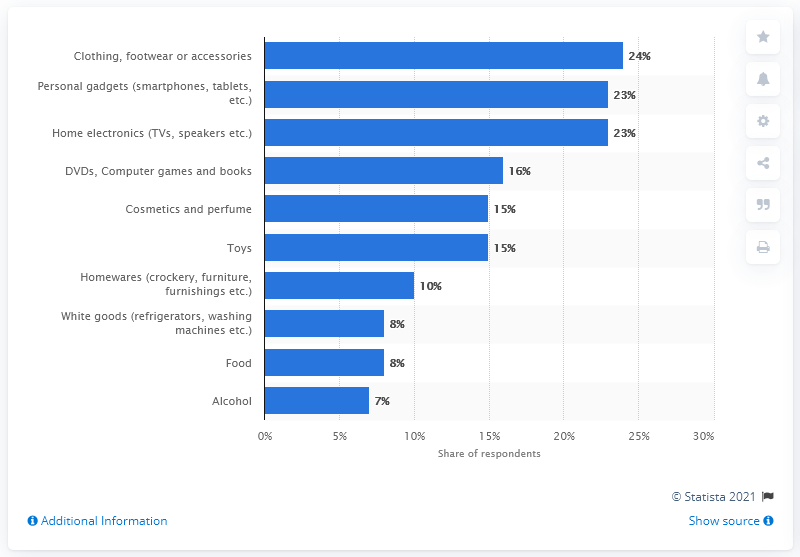 Clothing, footwear or accessories
24%
Personal gadgets (smartphones, tablets,
etc.)
23%
Home electronics (TVs, speakers etc.)
23%
DVDs, Computer games and books
16%
Cosmetics and perfume
15%
Toys
15%
Homewares (crockery, furniture,
furnishings etc.)
10%
White goods (refrigerators, washing
machines etc.)
8%
Food
8%
Alcohol
7%
0% 5% 10% 15% 20% 25% 30%
Share of respondents
© Statista 2021
Additional Information
Show source